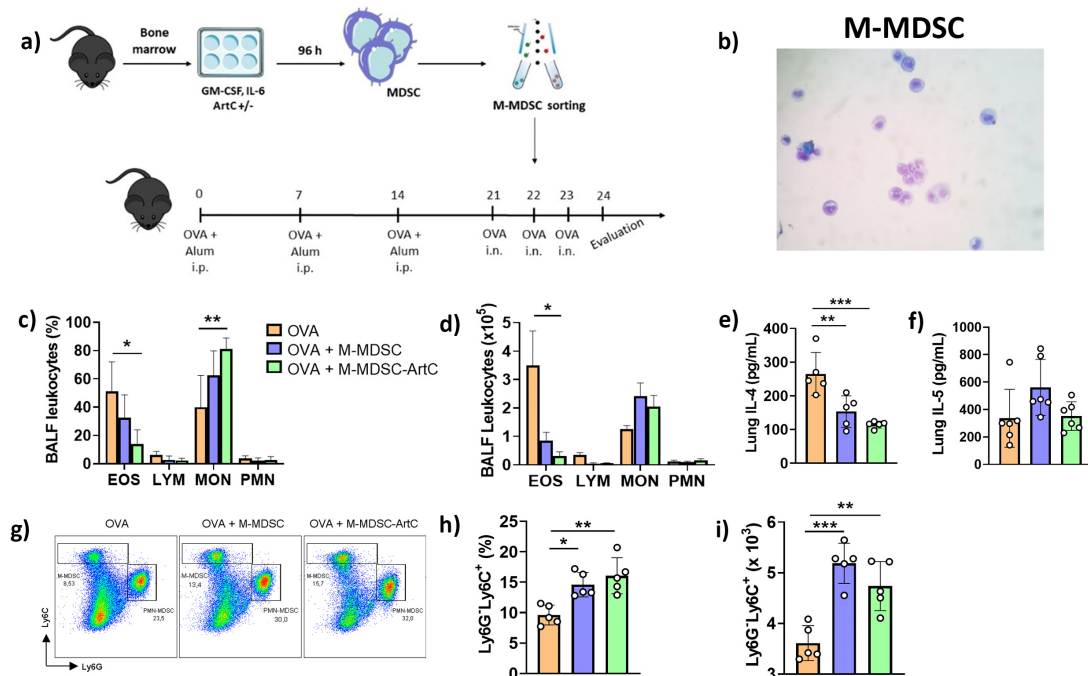 a)
Bone
marrow
96 h
GM-CSF, IL-6
ArtC +/-
MDSC
M-MDSC sorting
0 7 14 21 22 23 24
OVA + OVA + OVA + OVA OVA OVA Evaluation
Alum Alum Alum i.n. i.n. i.n.
i.p. i.p. i.p.
b)
M-MDSC
c)
BALF leukocytes (%)
100
80
60
40
20
0
*
**
EOS LYM MON PMN
OVA
OVA + M-MDSC
OVA + M-MDSC-ArtC
d)
BALF Leukocytes (x10⁵)
5
4
3
2
1
0
*
EOS LYM MON PMN
e)
Lung IL-4 (pg/mL)
400
300
200
100
0
***
**
f)
Lung IL-5 (pg/mL)
1000
800
600
400
200
0
g)
OVA OVA + M-MDSC OVA + M-MDSC-ArtC
M-MDSC
8,53
PMN-MDSC
23,5
M-MDSC
13,4
PMN-MDSC
30,0
M-MDSC
15,7
PMN-MDSC
32,0
Ly6C
Ly6G
h)
Ly6G⁻Ly6C⁺ (%)
25
20
15
10
5
0
**
*
i)
Ly6G⁻Ly6C⁺ (x 10³)
6
5
4
3
**
***